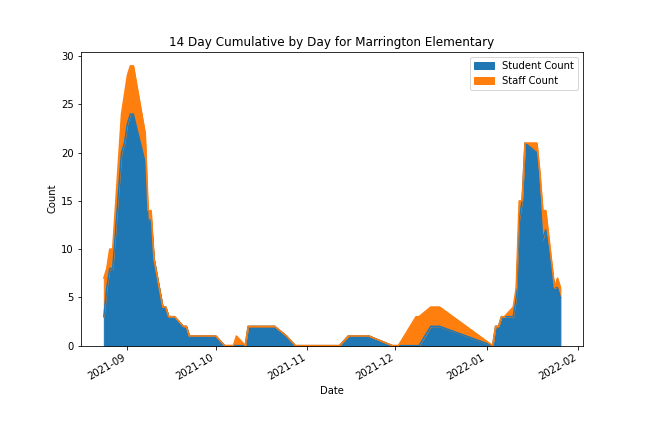 14 Day Cumulative by Day for Marrington Elementary
30
25
20
15
10
5
0
Count
Student Count
Staff Count
2021-09
2021-10
2021-11
2021-12
2022-01
2022-02
Date